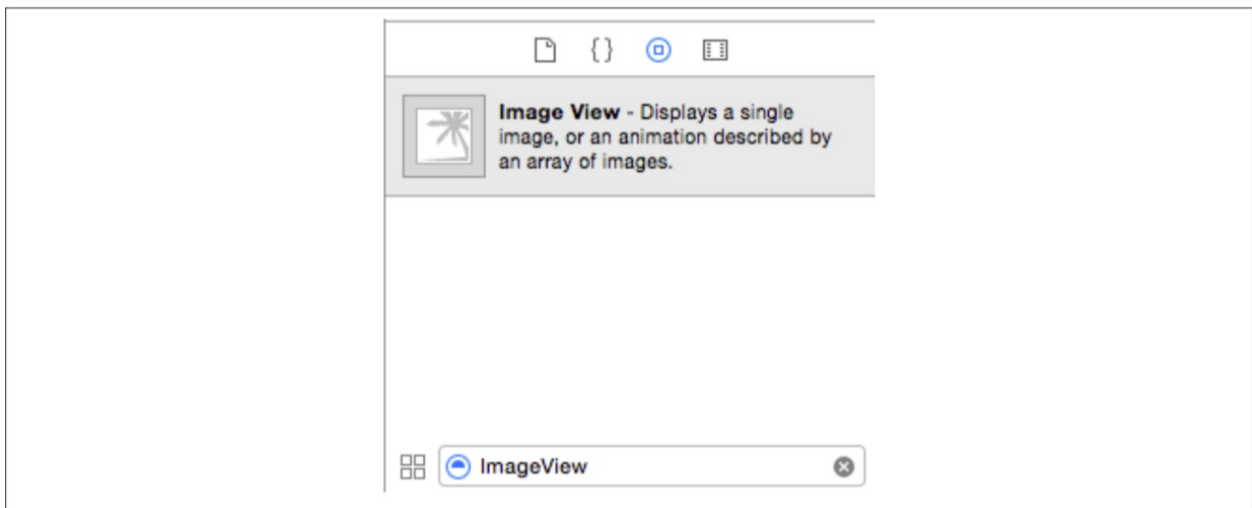 {}
Image View - Displays a single
image, or an animation described by
an array of images.
ImageView